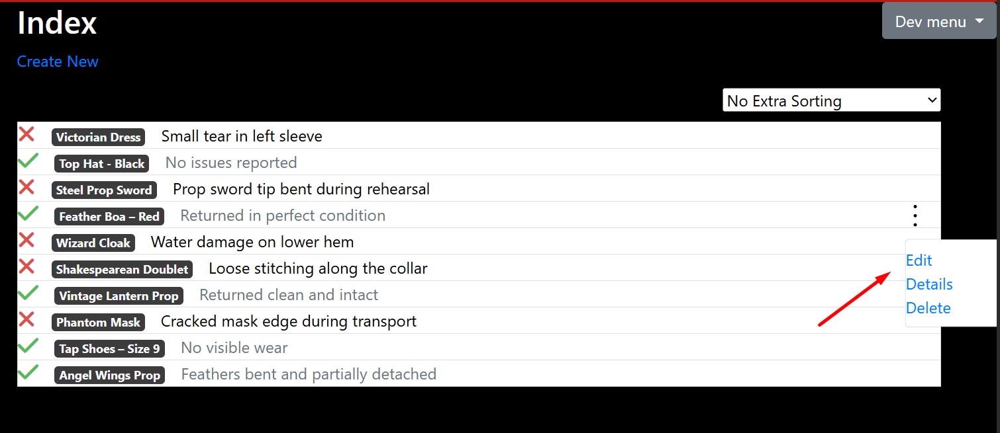 Index
Dev menu
Create New
No Extra Sorting
Victorian Dress Small tear in left sleeve
Top Hat - Black No issues reported
Steel Prop Sword Prop sword tip bent during rehearsal
Feather Boa – Red Returned in perfect condition
Wizard Cloak Water damage on lower hem
Edit
Shakespearean Doublet Loose stitching along the collar
Details
Vintage Lantern Prop Returned clean and intact
Delete
Phantom Mask Cracked mask edge during transport
Tap Shoes – Size 9 No visible wear
Angel Wings Prop Feathers bent and partially detached